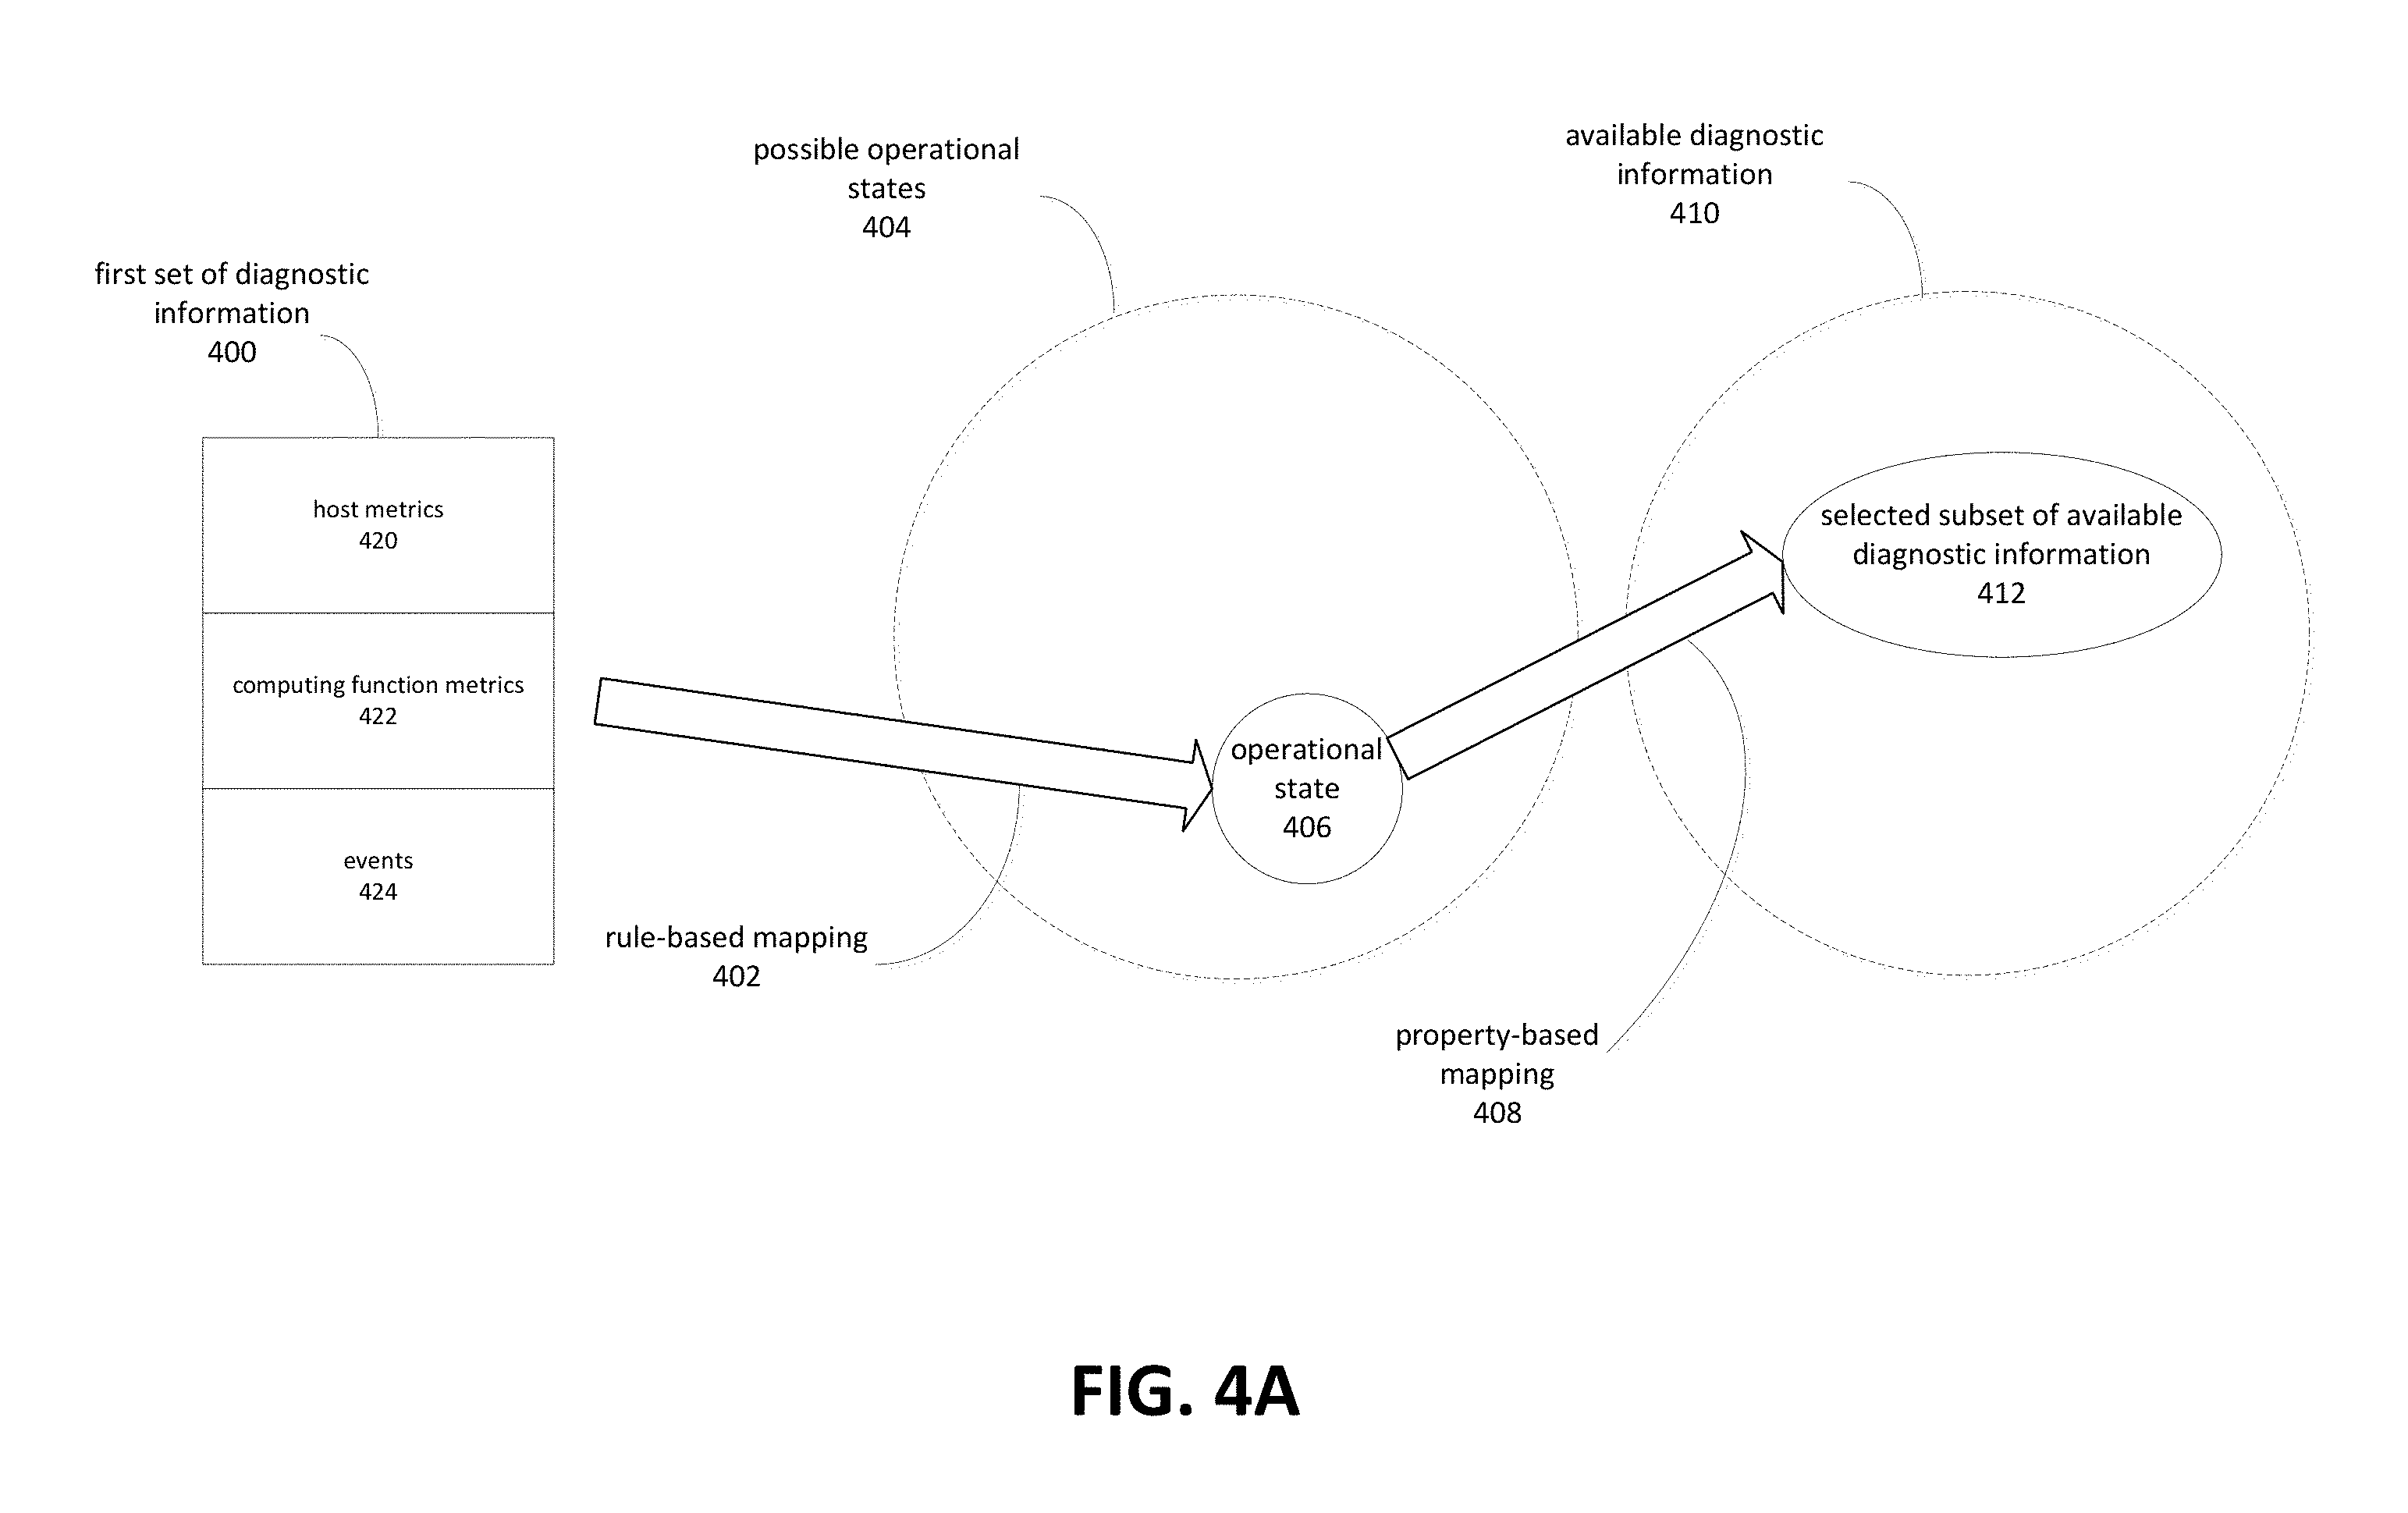 possible operational
states
404
available diagnostic
information
410
first set of diagnostic
information
400
host metrics
420
computing function metrics
422
events
424
selected subset of available
diagnostic information
412
operational
state
406
rule-based mapping
402
property-based
mapping
408
FIG. 4A